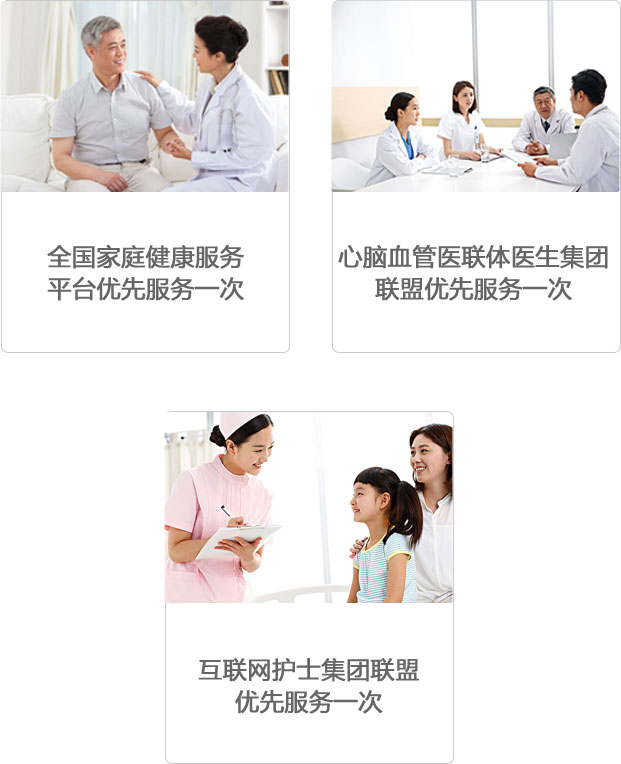 全国家庭健康服务
平台优先服务一次
心脑血管医联体医生集团
联盟优先服务一次
互联网护士集团联盟
优先服务一次